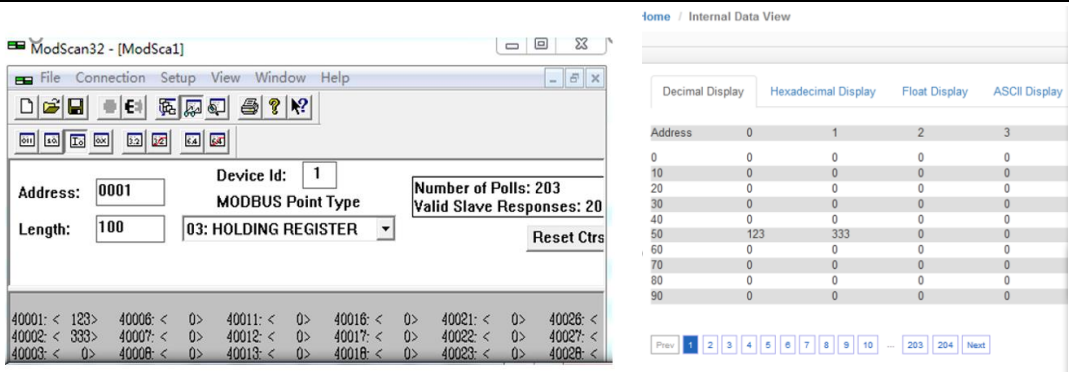 ModScan32 - [ModSca1]
File Connection Setup View Window Help
Address: 0001
Device Id: 1
MODBUS Point Type
Length: 100
03: HOLDING REGISTER
Number of Polls: 203
Valid Slave Responses: 20
Reset Ctrs
40001: < 123> 40006: < 0> 40011: < 0> 40016: < 0> 40021: < 0> 40026: <
40002: < 333> 40007: < 0> 40012: < 0> 40017: < 0> 40022: < 0> 40027: <
40003: < 0> 40008: < 0> 40013: < 0> 40018: < 0> 40023: < 0> 40028: <
Home / Internal Data View
Decimal Display Hexadecimal Display Float Display ASCII Display
Address 0 1 2 3
0 0 0 0 0
10 0 0 0 0
20 0 0 0 0
30 0 0 0 0
40 0 0 0 0
50 123 333 0 0
60 0 0 0 0
70 0 0 0 0
80 0 0 0 0
90 0 0 0 0
Prev 1 2 3 4 5 6 7 8 9 10 ... 203 204 Next